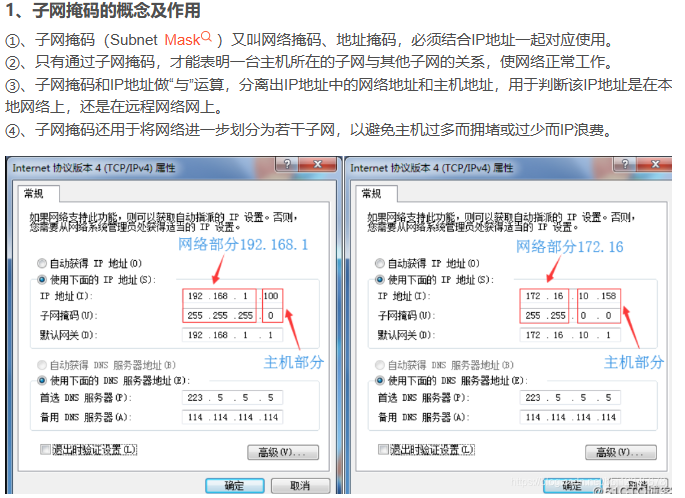 1、子网掩码的概念及作用
①、子网掩码（Subnet Mask）又叫网络掩码、地址掩码，必须结合IP地址一起对应使用。
②、只有通过子网掩码，才能表明一台主机所在的子网与其他子网的关系，使网络正常工作。
③、子网掩码和IP地址做“与”运算，分离出IP地址中的网络地址和主机地址，用于判断该IP地址是在本
地网络上，还是在远程网络网上。
④、子网掩码还用于将网络进一步划分为若干子网，以避免主机过多而拥堵或过少而IP浪费。
Internet 协议版本 4 (TCP/IPv4) 属性
常规
如果网络支持此功能，则可以获取自动指派的 IP 设置。否则，
您需要从网络系统管理员处获得适当的 IP 设置。
网络部分192.168.1
自动获得 IP 地址(O)
使用下面的 IP 地址(S):
IP 地址(I): 192 .168 . 1 .100
子网掩码(U): 255 .255 .255 . 0
默认网关(D): 192 .168 . 1 . 1
主机部分
自动获得 DNS 服务器地址(B)
使用下面的 DNS 服务器地址(E):
首选 DNS 服务器(P): 223 . 5 . 5 . 5
备用 DNS 服务器(A): 114 .114 .114 .114
退出时验证设置(L)
高级(V)...
确定 取消
Internet 协议版本 4 (TCP/IPv4) 属性
常规
如果网络支持此功能，则可以获取自动指派的 IP 设置。否则，
您需要从网络系统管理员处获得适当的 IP 设置。
网络部分172.16
自动获得 IP 地址(O)
使用下面的 IP 地址(S):
IP 地址(I): 172 . 16 . 10 .158
子网掩码(U): 255 .255 . 0 . 0
默认网关(D): 172 . 16 . 10 . 1
主机部分
自动获得 DNS 服务器地址(B)
使用下面的 DNS 服务器地址(E):
首选 DNS 服务器(P): 223 . 5 . 5 . 5
备用 DNS 服务器(A): 114 .114 .114 .114
退出时验证设置(L)
高级(V)...
确定 取消